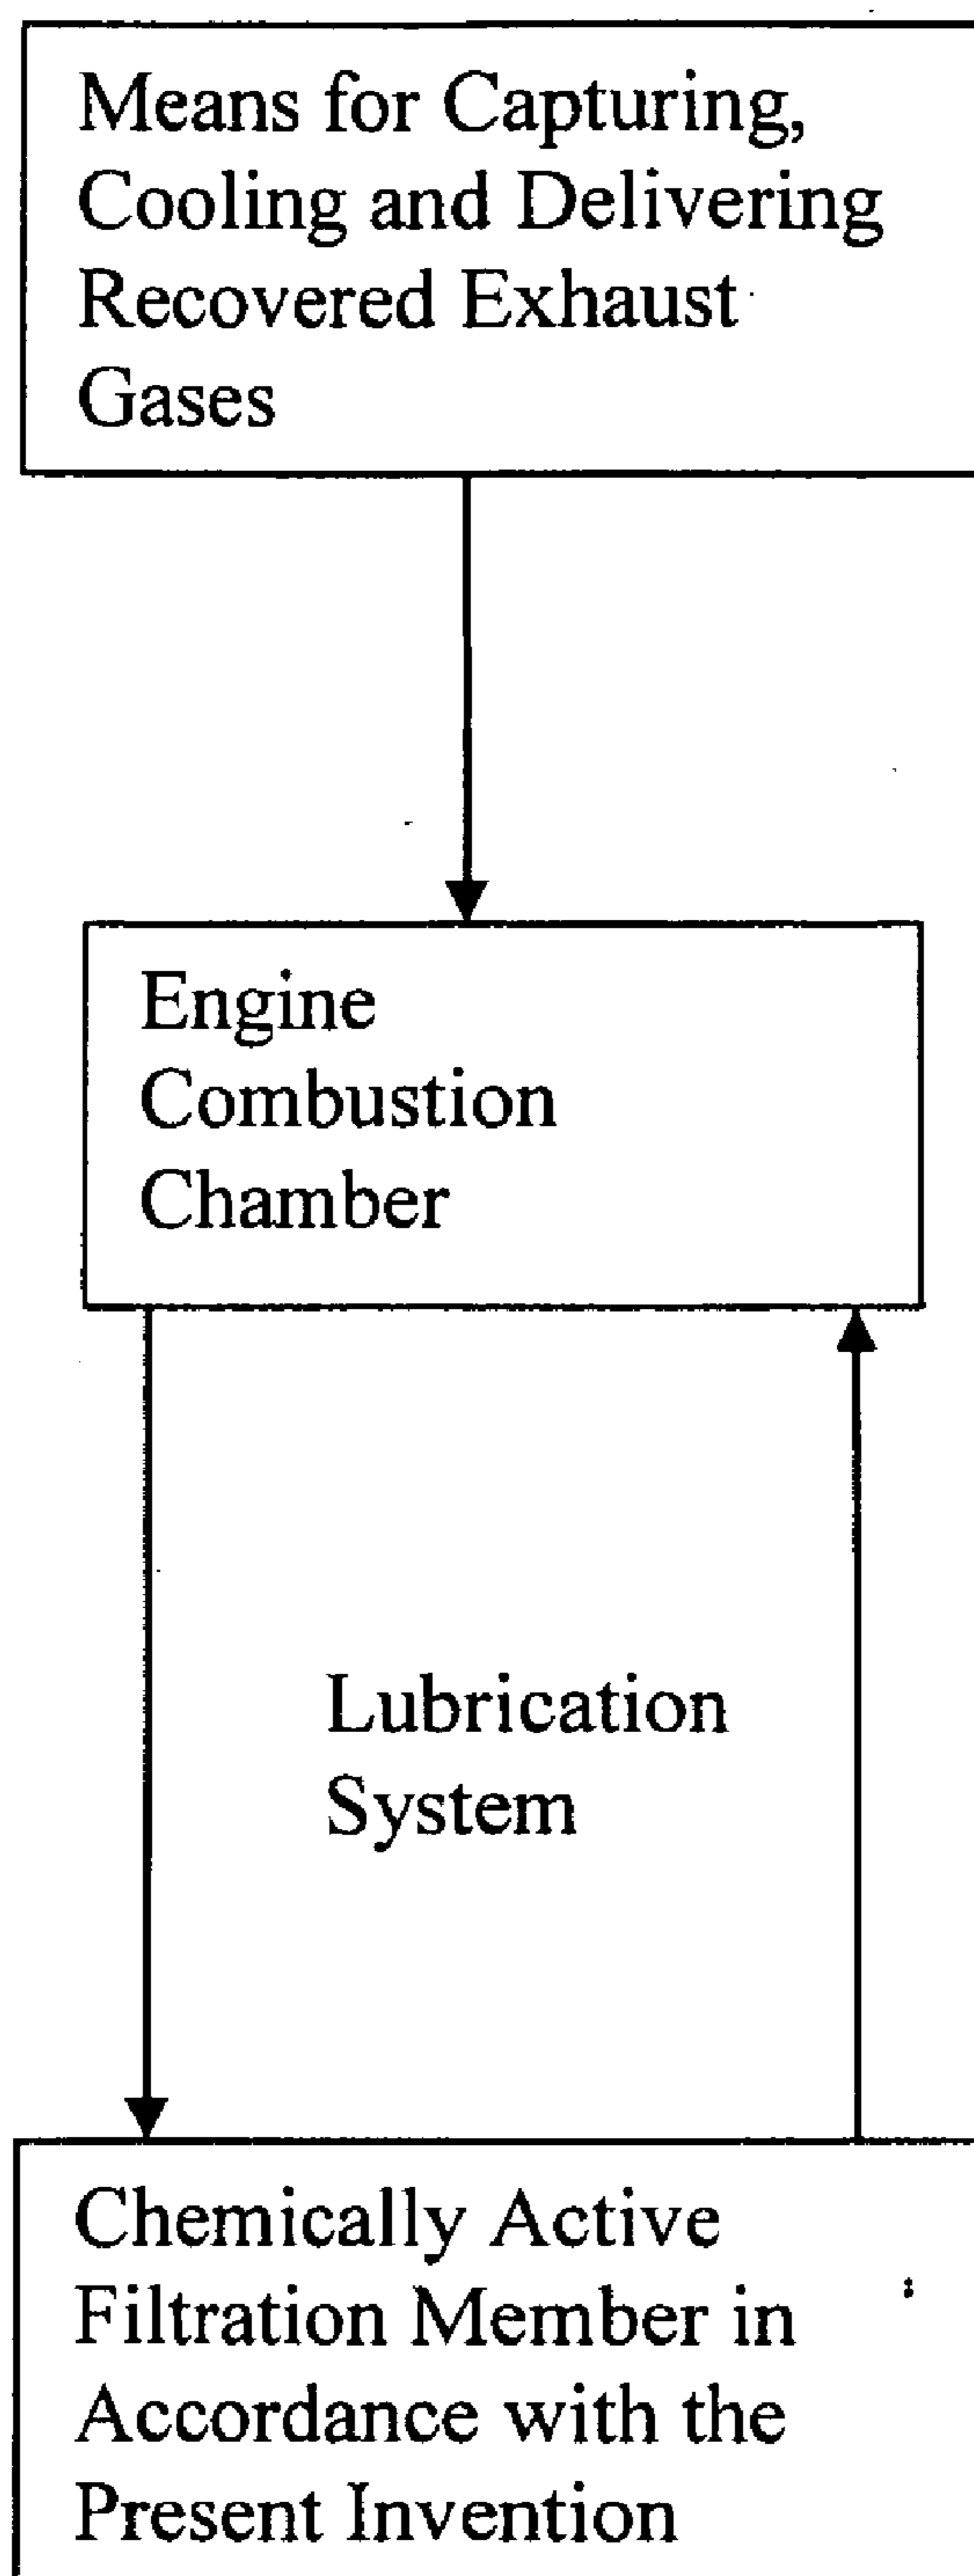 Means for Capturing,
Cooling and Delivering
Recovered Exhaust
Gases
Engine
Combustion
Chamber
Lubrication
System
Chemically Active
Filtration Member in
Accordance with the
Present Invention